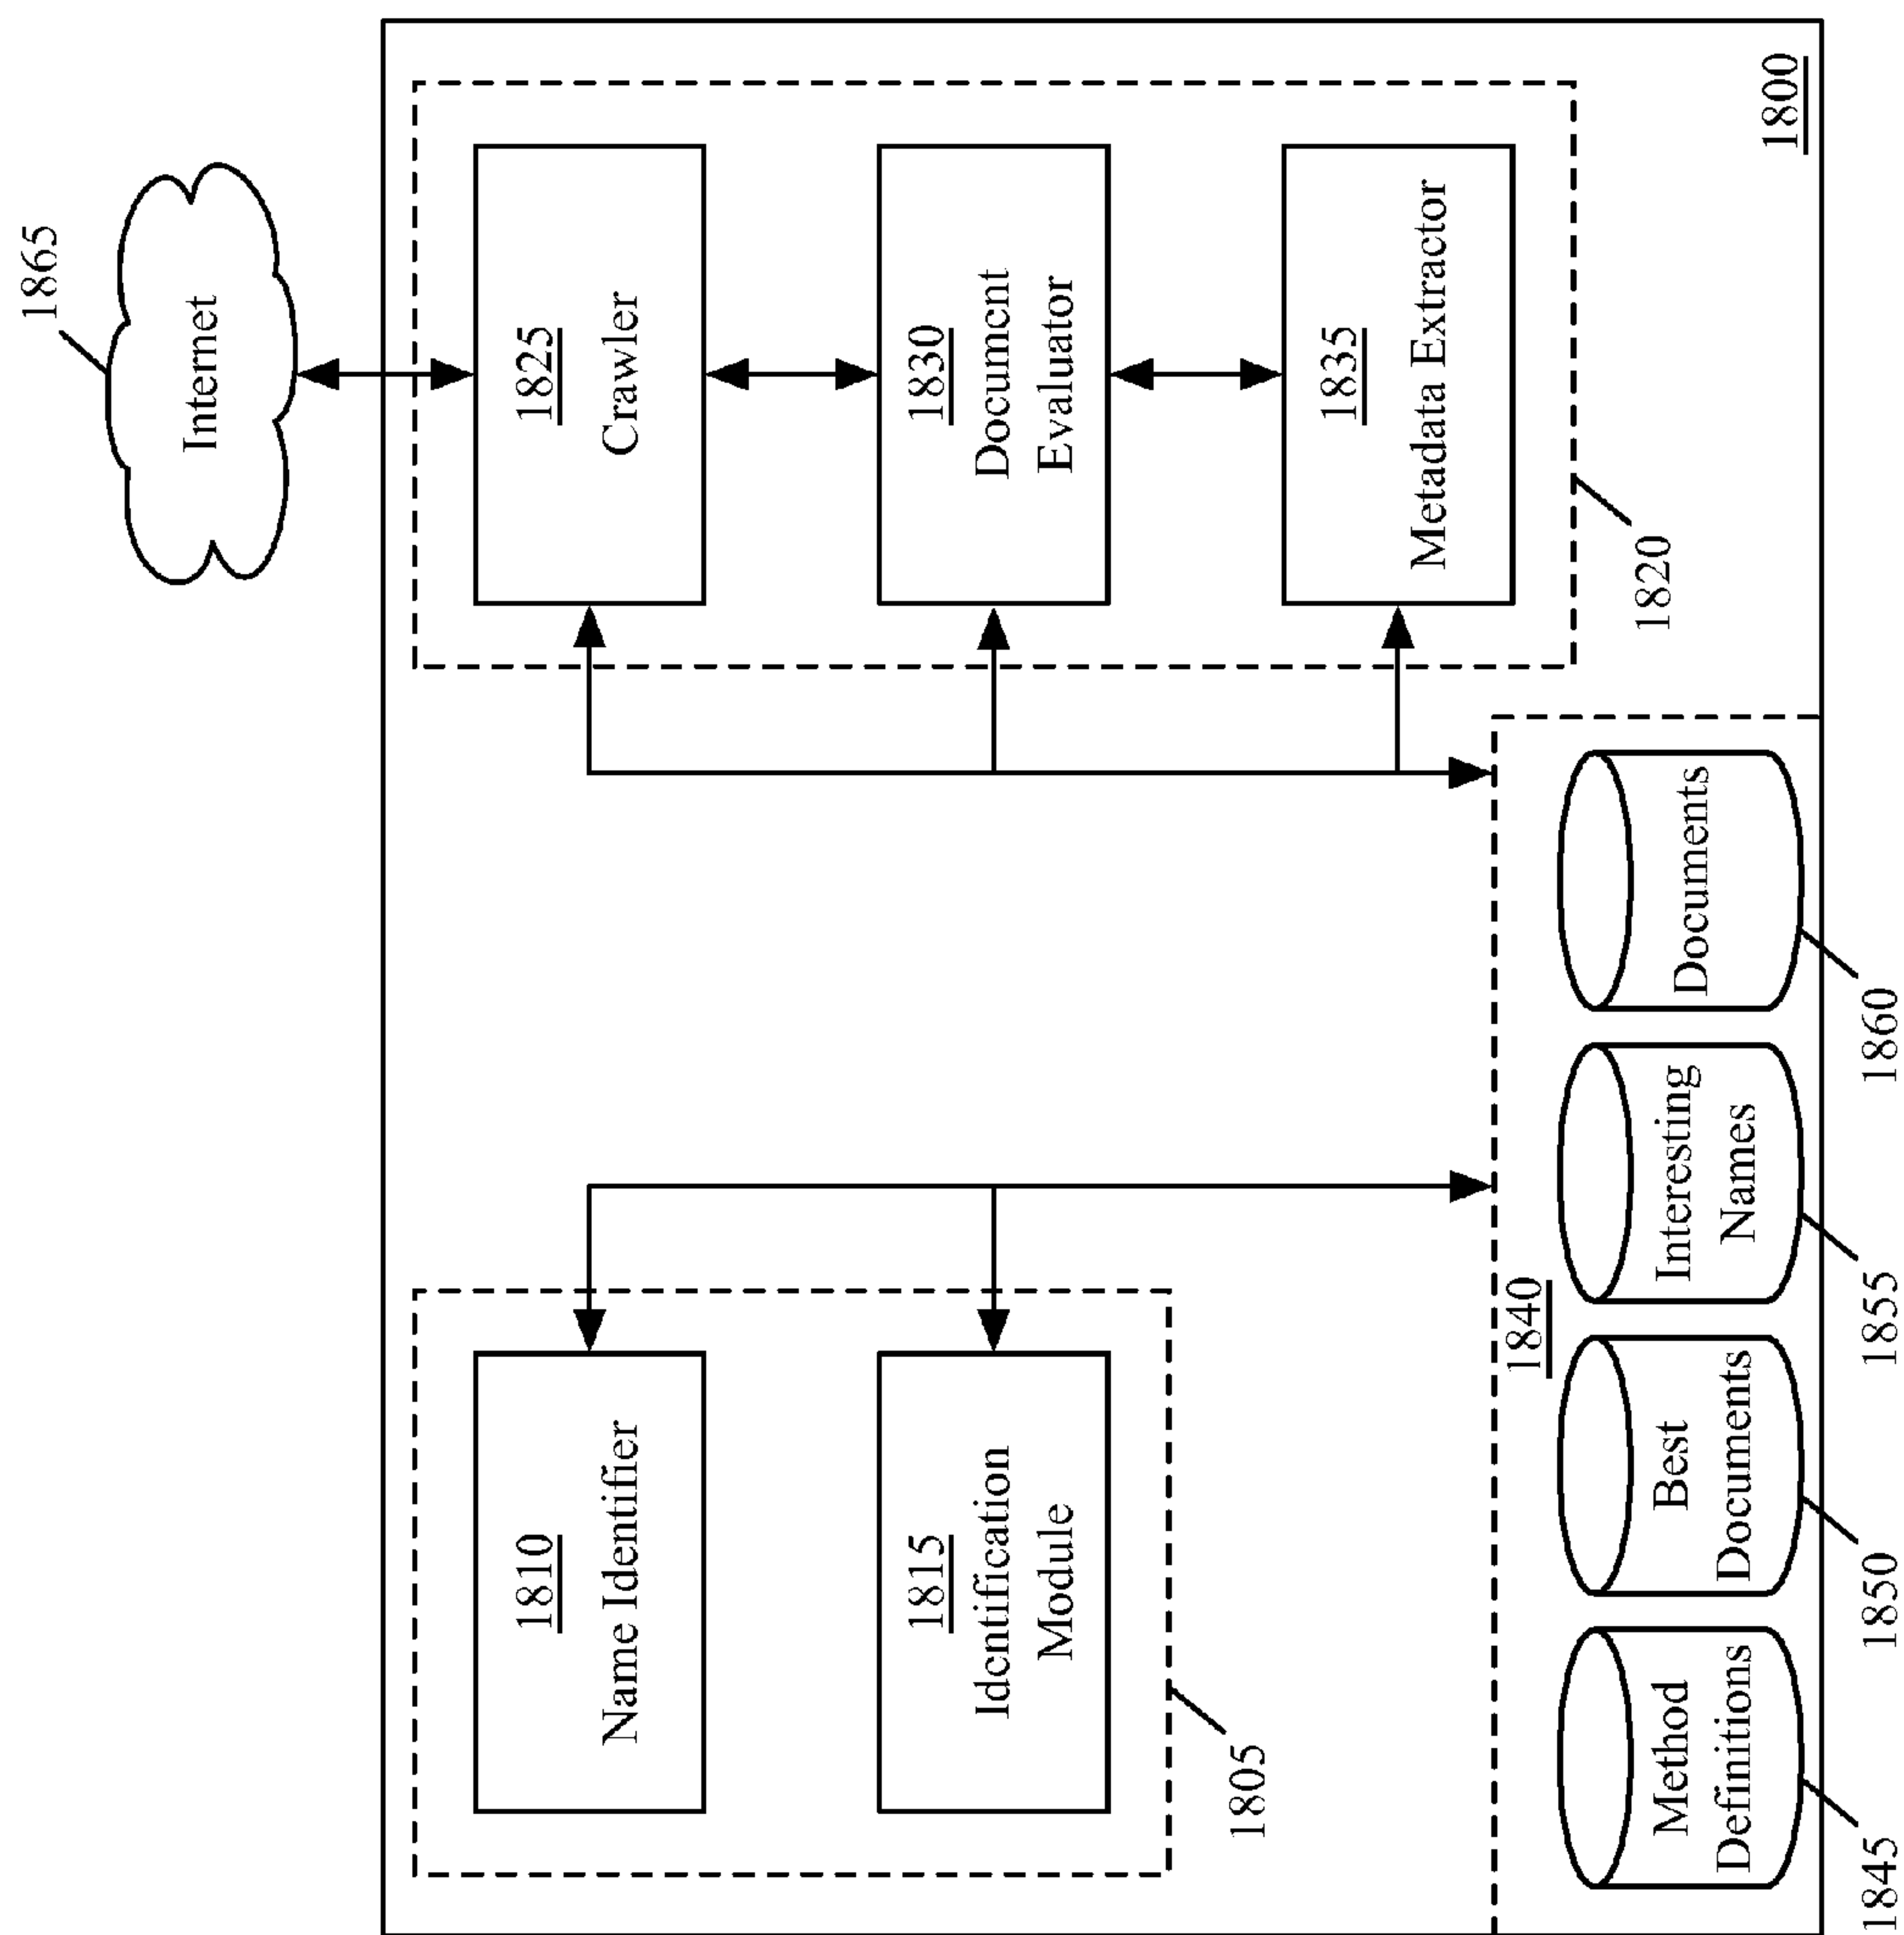 1865
Internet
1810
Name Identifier
1825
Crawler
1815
Identification
Module
1830
Document
Evaluator
1805
1835
Metadata Extractor
1820
1840
Method
Definitions
Best
Documents
Interesting
Names
Documents
1800
1845
1850
1855
1860